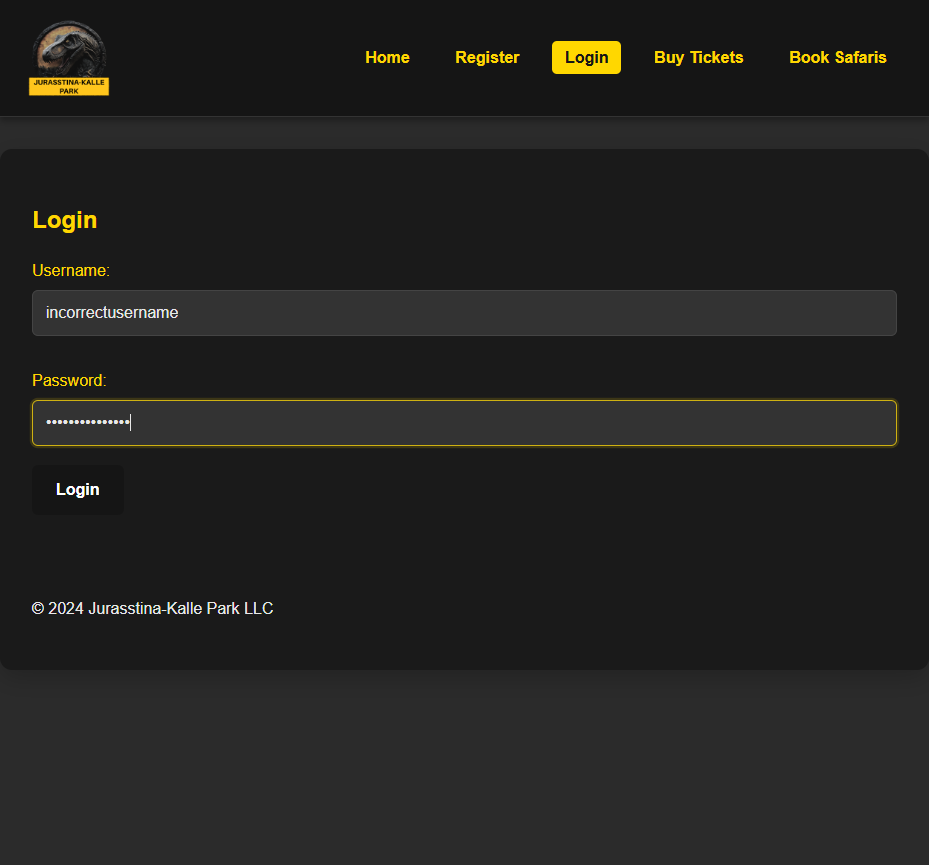 JURASSTINA-KALLE
PARK
Home Register Login Buy Tickets Book Safaris
Login
Username:
incorrectusername
Password:
•••••••••••••••
Login
© 2024 Jurasstina-Kalle Park LLC